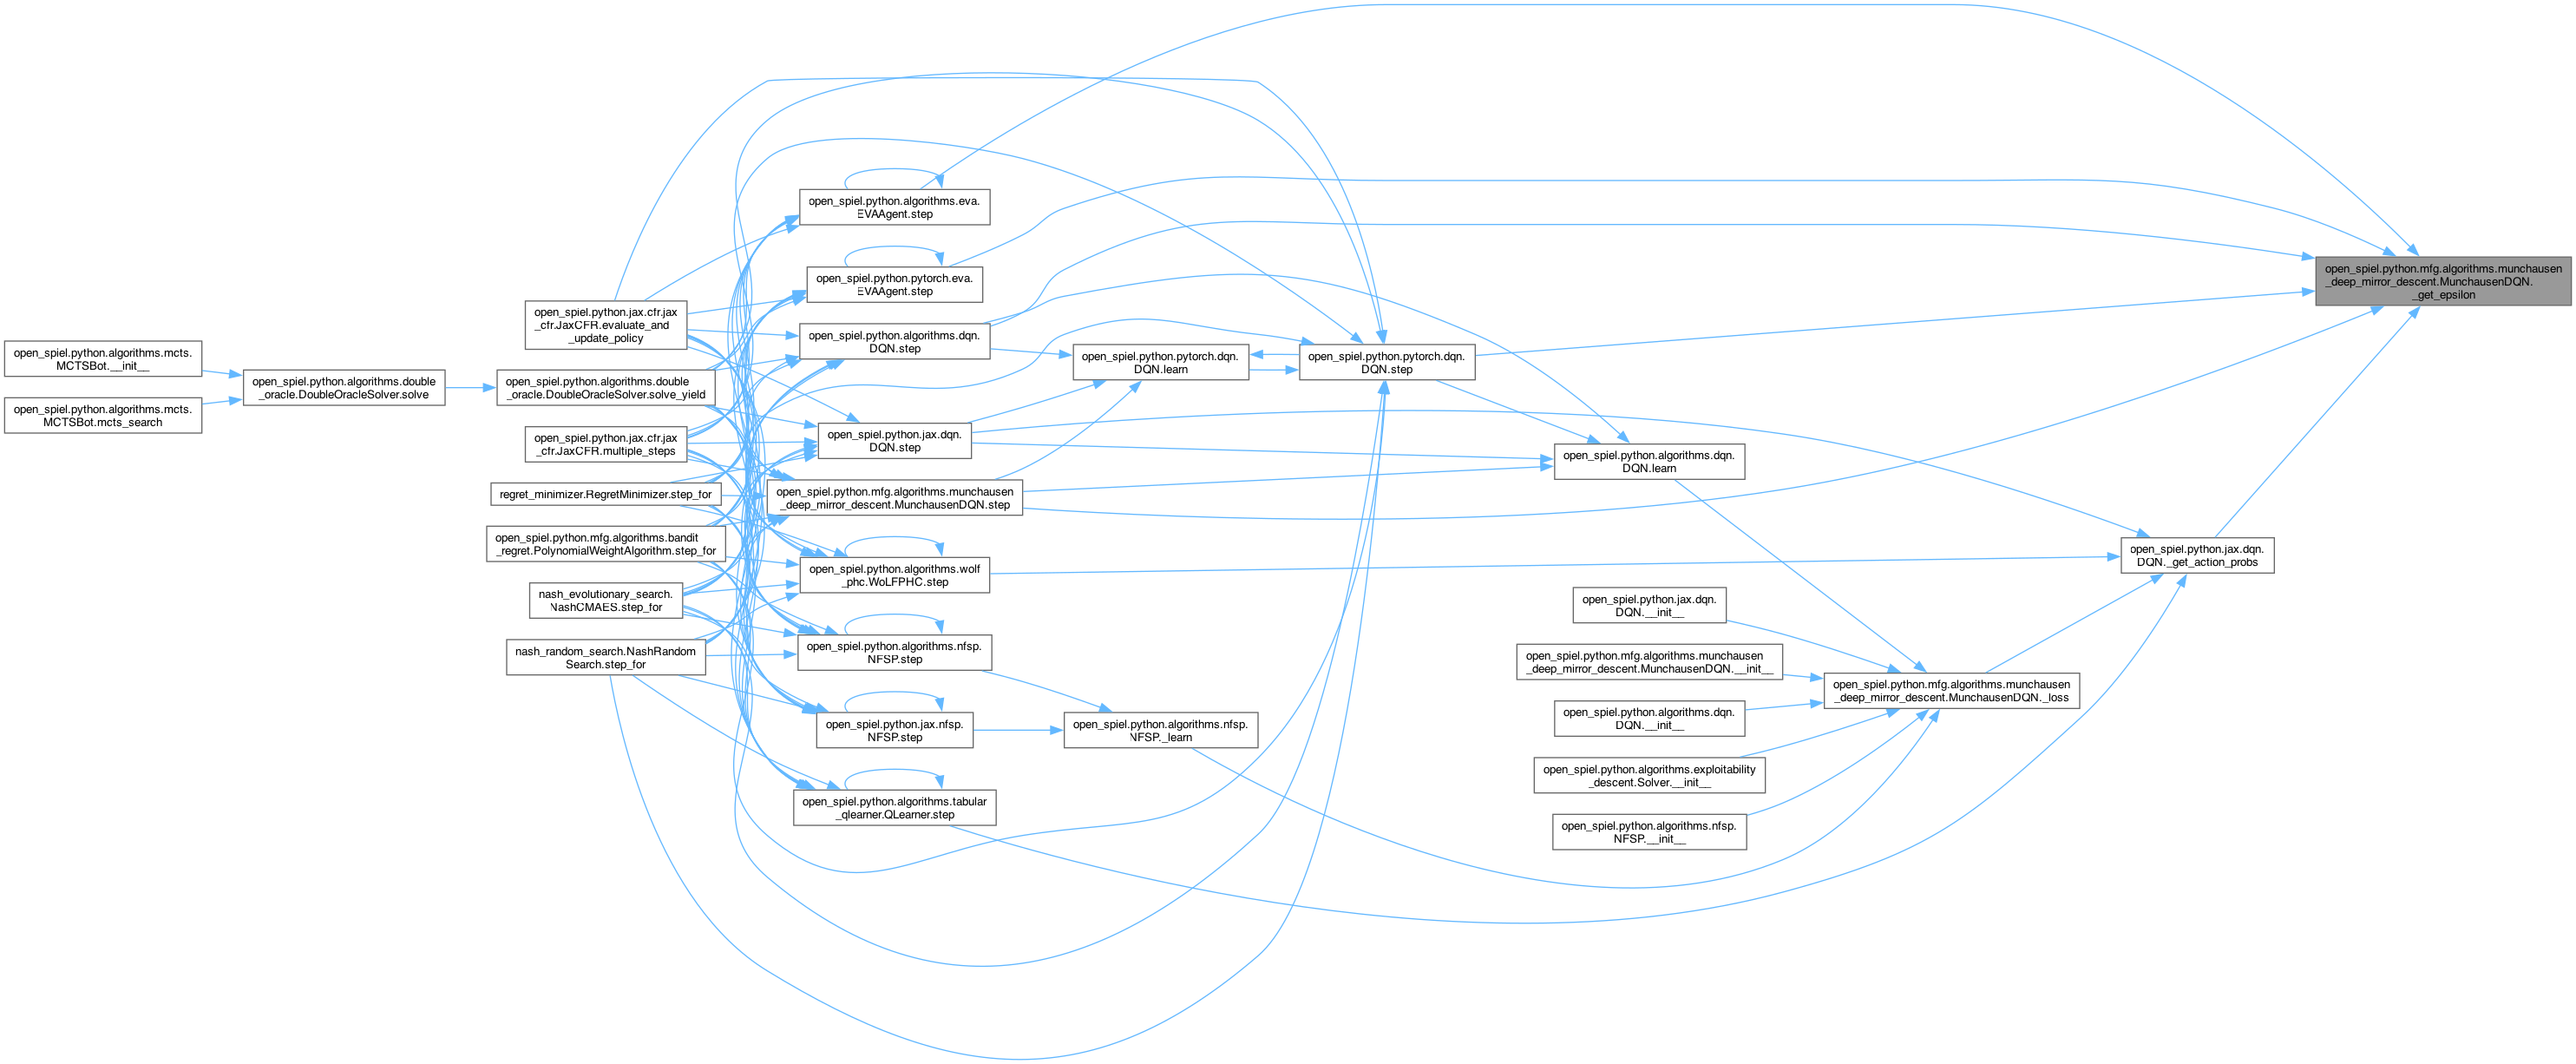 open_spiel.python.algorithms.mcts.
MCTSBot.__init__
open_spiel.python.algorithms.mcts.
MCTSBot.mcts_search
open_spiel.python.algorithms.double
_oracle.DoubleOracleSolver.solve
open_spiel.python.jax.cfr.jax
_cfr.JaxCFR.evaluate_and
_update_policy
open_spiel.python.algorithms.double
_oracle.DoubleOracleSolver.solve_yield
open_spiel.python.jax.cfr.jax
_cfr.JaxCFR.multiple_steps
regret_minimizer.RegretMinimizer.step_for
open_spiel.python.mfg.algorithms.bandit
_regret.PolynomialWeightAlgorithm.step_for
nash_evolutionary_search.
NashCMAES.step_for
nash_random_search.NashRandom
Search.step_for
open_spiel.python.algorithms.eva.
EVAAgent.step
open_spiel.python.pytorch.eva.
EVAAgent.step
open_spiel.python.algorithms.dqn.
DQN.step
open_spiel.python.jax.dqn.
DQN.step
open_spiel.python.mfg.algorithms.munchausen
_deep_mirror_descent.MunchausenDQN.step
open_spiel.python.algorithms.wolf
_phc.WoLFPHC.step
open_spiel.python.algorithms.nfsp.
NFSP.step
open_spiel.python.jax.nfsp.
NFSP.step
open_spiel.python.algorithms.tabular
_qlearner.QLearner.step
open_spiel.python.pytorch.dqn.
DQN.learn
open_spiel.python.algorithms.nfsp.
NFSP._learn
open_spiel.python.pytorch.dqn.
DQN.step
open_spiel.python.algorithms.dqn.
DQN.learn
open_spiel.python.jax.dqn.
DQN.__init__
open_spiel.python.mfg.algorithms.munchausen
_deep_mirror_descent.MunchausenDQN.__init__
open_spiel.python.algorithms.dqn.
DQN.__init__
open_spiel.python.algorithms.exploitability
_descent.Solver.__init__
open_spiel.python.algorithms.nfsp.
NFSP.__init__
open_spiel.python.mfg.algorithms.munchausen
_deep_mirror_descent.MunchausenDQN._loss
open_spiel.python.jax.dqn.
DQN._get_action_probs
open_spiel.python.mfg.algorithms.munchausen
_deep_mirror_descent.MunchausenDQN.
_get_epsilon